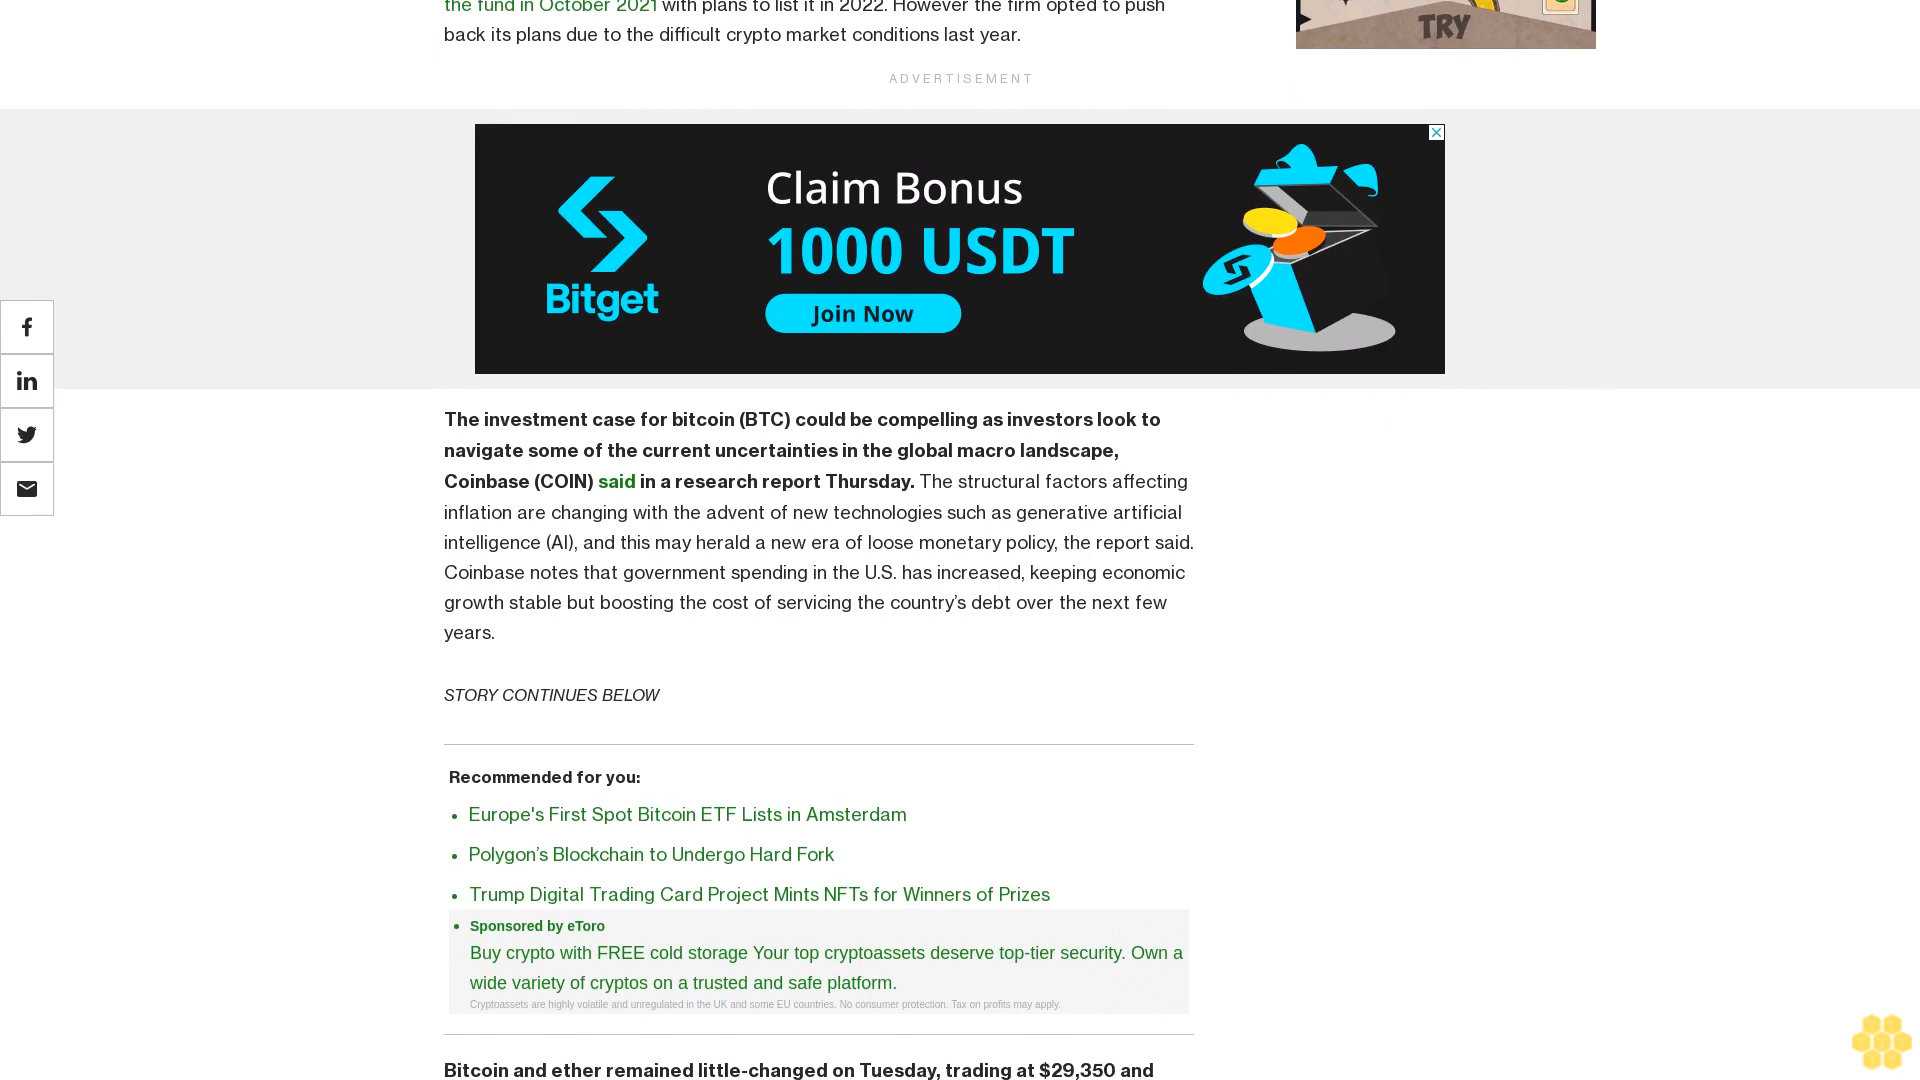 the fund in October 2021 with plans to list it in 2022. However the firm opted to push
back its plans due to the difficult crypto market conditions last year.
TRY
ADVERTISEMENT
Claim Bonus
1000 USDT
Bitget
Join Now
The investment case for bitcoin (BTC) could be compelling as investors look to
navigate some of the current uncertainties in the global macro landscape,
Coinbase (COIN) said in a research report Thursday. The structural factors affecting
inflation are changing with the advent of new technologies such as generative artificial
intelligence (AI), and this may herald a new era of loose monetary policy, the report said.
Coinbase notes that government spending in the U.S. has increased, keeping economic
growth stable but boosting the cost of servicing the country’s debt over the next few
years.
STORY CONTINUES BELOW
Recommended for you:
• Europe's First Spot Bitcoin ETF Lists in Amsterdam
• Polygon’s Blockchain to Undergo Hard Fork
• Trump Digital Trading Card Project Mints NFTs for Winners of Prizes
• Sponsored by eToro
Buy crypto with FREE cold storage Your top cryptoassets deserve top-tier security. Own a
wide variety of cryptos on a trusted and safe platform.
Cryptoassets are highly volatile and unregulated in the UK and some EU countries. No consumer protection. Tax on profits may apply.
Bitcoin and ether remained little-changed on Tuesday, trading at $29,350 and